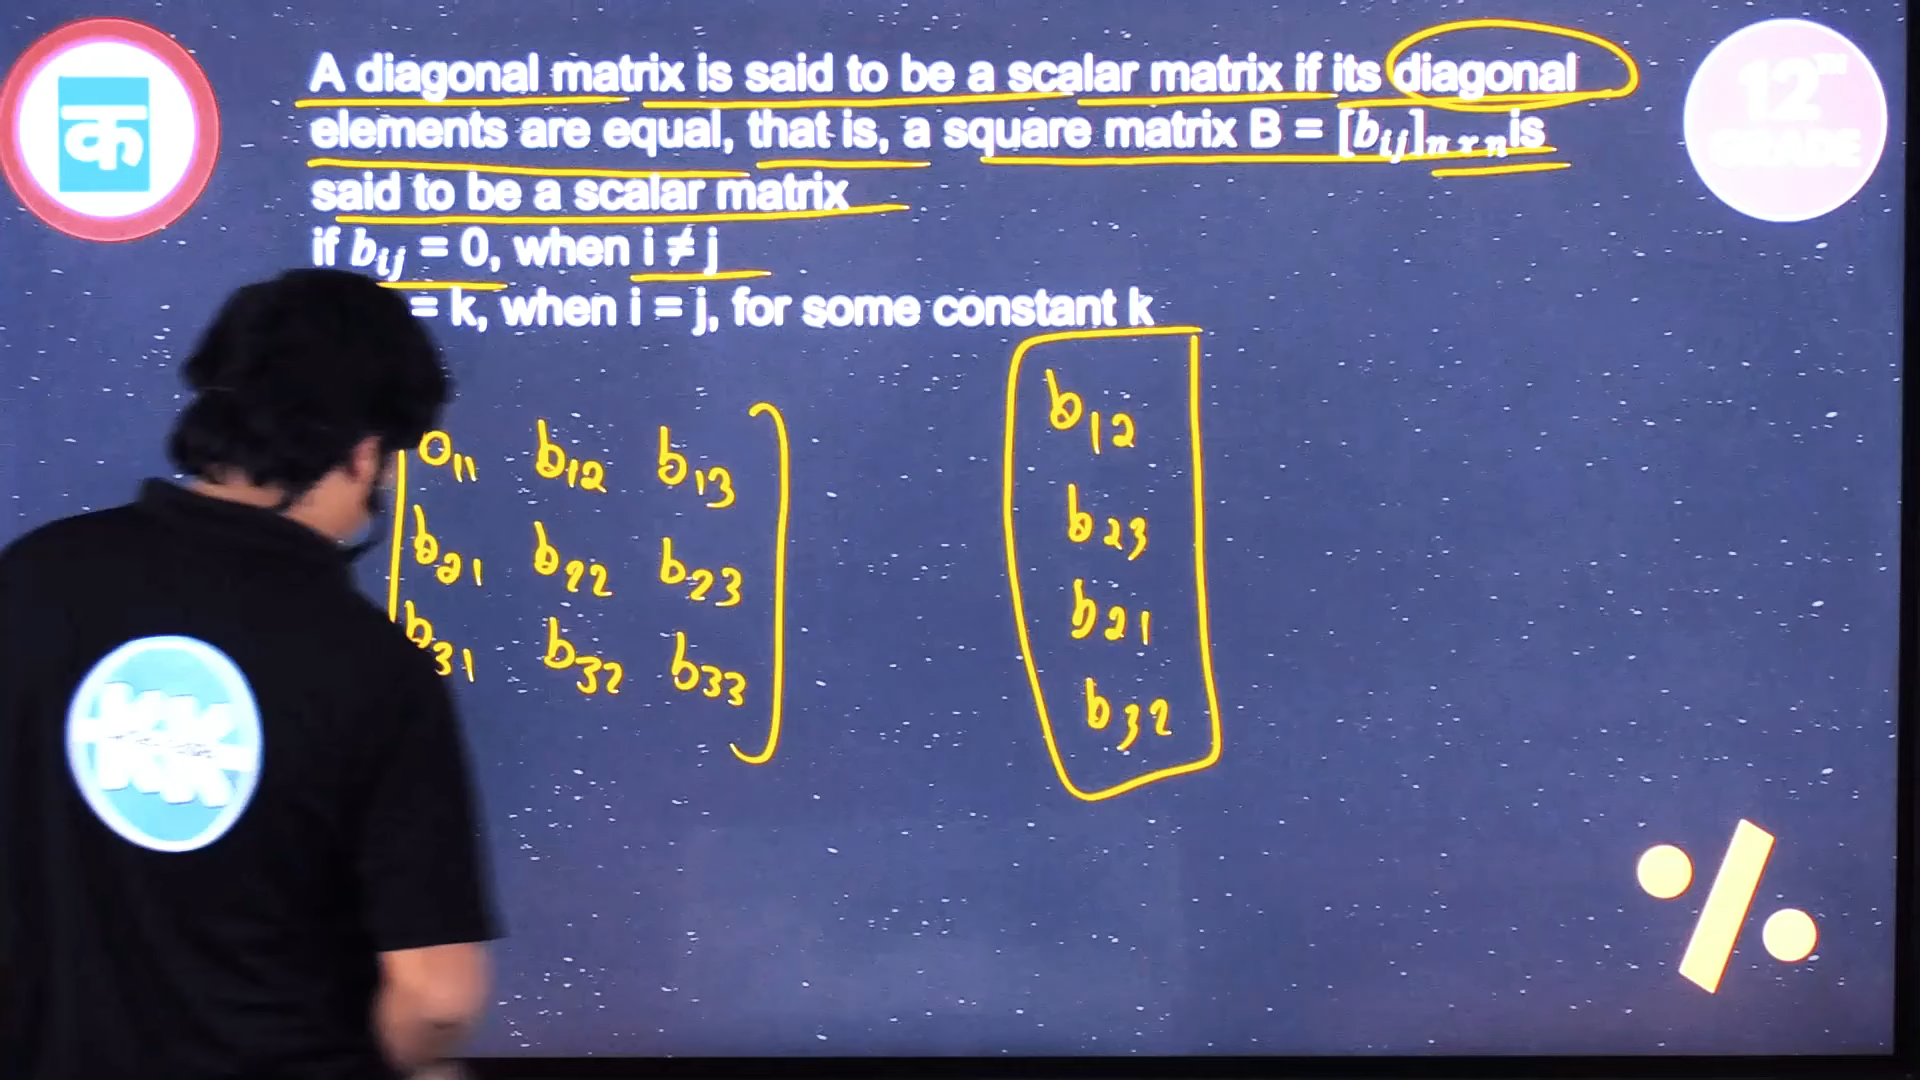 क
12TH
GRADE
A diagonal matrix is said to be a scalar matrix if its diagonal
elements are equal, that is, a square matrix B = [bij]n x n is
said to be a scalar matrix
if bij = 0, when i ≠ j
= k, when i = j, for some constant k
11 b12 b13
b21 b22 b23
b31 b32 b33
b12
b23
b21
b32